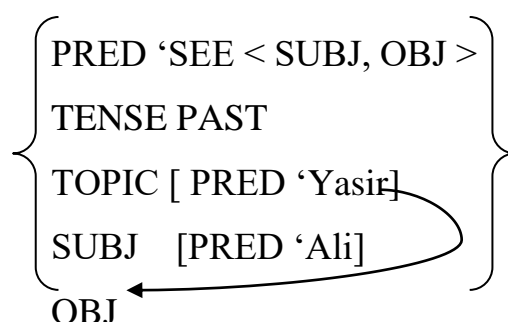 PRED ‘SEE < SUBJ, OBJ >
TENSE PAST
TOPIC [ PRED ‘Yasir]
SUBJ [PRED ‘Ali]
OBJ